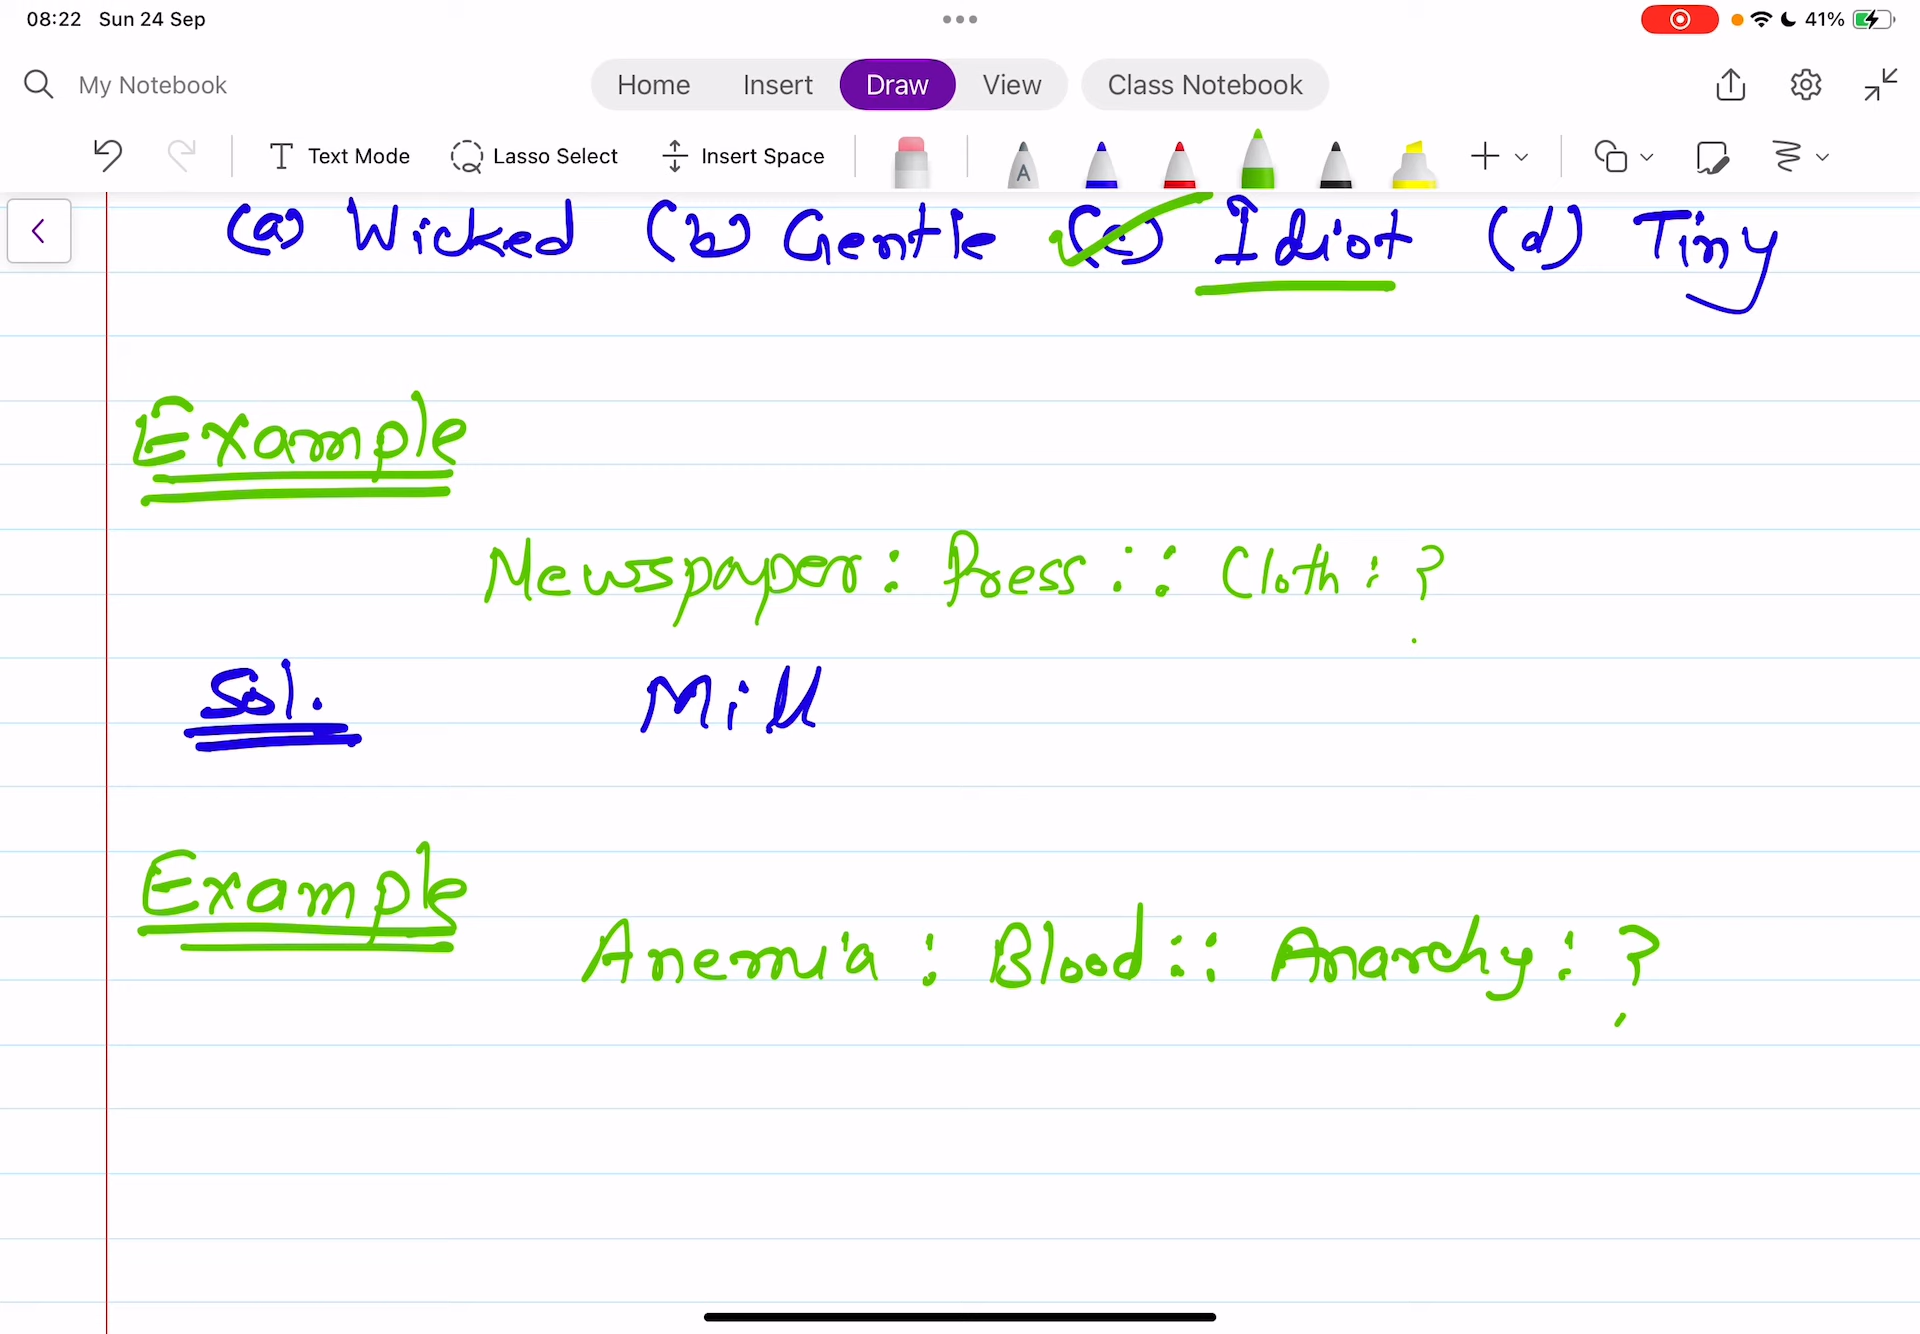 08:22 Sun 24 Sep 41%
My Notebook Home Insert Draw View Class Notebook
Text Mode Lasso Select Insert Space A
(a) Wicked (b) Gentle (c) Idiot (d) Tiny
Example
Newspaper : Press :: Cloth : ?
Sol. Mill
Example
Anemia : Blood :: Anarchy : ?